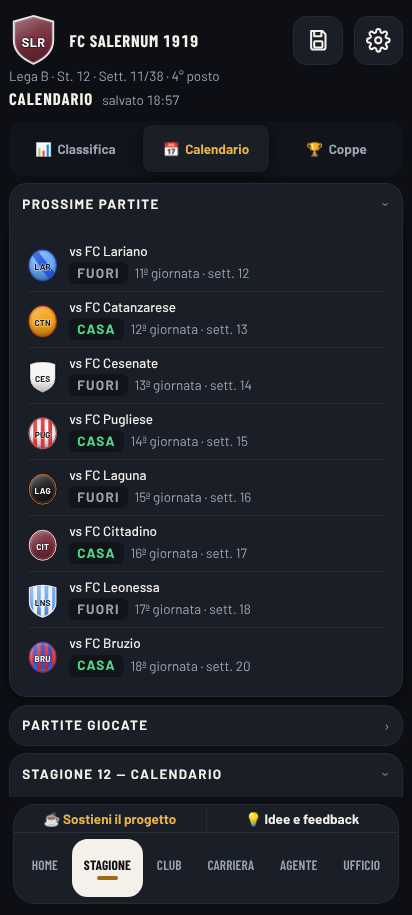 SLR
FC SALERNUM 1919
Lega B · St. 12 · Sett. 11/38 · 4° posto
CALENDARIO salvato 18:57
📊 Classifica 📅 Calendario 🏆 Coppe
PROSSIME PARTITE
LAR
vs FC Lariano
FUORI 11ª giornata · sett. 12
CTN
vs FC Catanzarese
CASA 12ª giornata · sett. 13
CES
vs FC Cesenate
FUORI 13ª giornata · sett. 14
PUG
vs FC Pugliese
CASA 14ª giornata · sett. 15
LAG
vs FC Laguna
FUORI 15ª giornata · sett. 16
CIT
vs FC Cittadino
CASA 16ª giornata · sett. 17
LNS
vs FC Leonessa
FUORI 17ª giornata · sett. 18
BRU
vs FC Bruzio
CASA 18ª giornata · sett. 20
PARTITE GIOCATE
STAGIONE 12 — CALENDARIO
☕ Sostieni il progetto 💡 Idee e feedback
HOME STAGIONE CLUB CARRIERA AGENTE UFFICIO